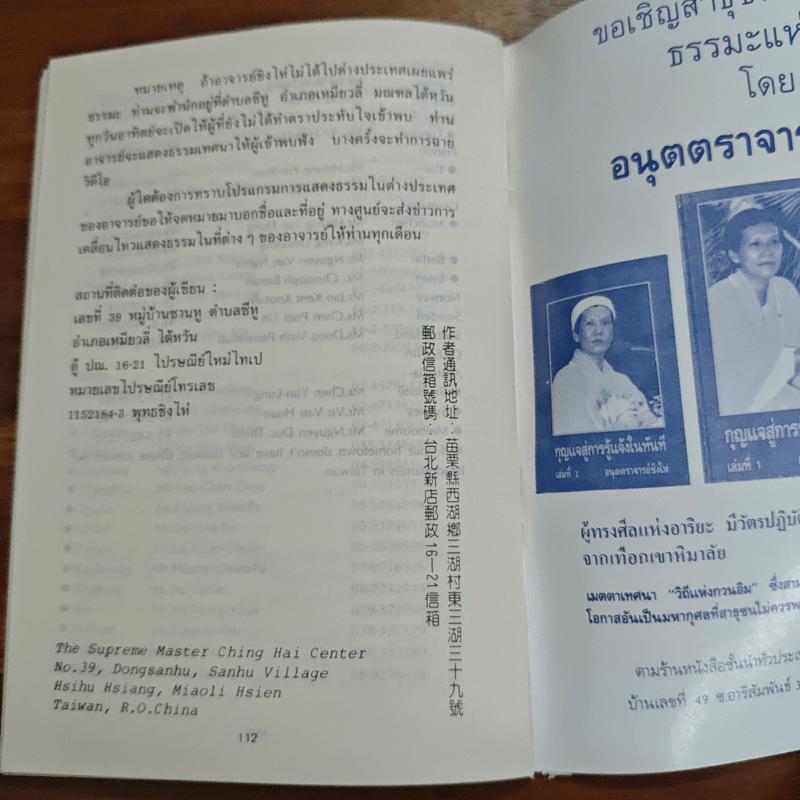 หมายเหตุ ถ้าอาจารย์ชิงไห่ไม่ได้ไปต่างประเทศเผยแพร่
ธรรมะ ท่านจะพำนักอยู่ที่ตำบลซีหู อำเภอเหมียวลี่ มณฑลไต้หวัน
ทุกวันอาทิตย์จะเปิดให้ผู้ที่ยังไม่ได้ทำตราประทับใจเข้าพบ ท่าน
อาจารย์จะแสดงธรรมเทศนาให้ผู้เข้าพบฟัง บางครั้งจะทำการฉาย
วิดีโอ
ผู้ใดต้องการทราบโปรแกรมการแสดงธรรมในต่างประเทศ
ของอาจารย์ขอให้จดหมายมาบอกชื่อและที่อยู่ ทางศูนย์จะส่งข่าวการ
เคลื่อนไหวแสดงธรรมในที่ต่าง ๆ ของอาจารย์ให้ท่านทุกเดือน
สถานที่ติดต่อของผู้เขียน :
เลขที่ 39 หมู่บ้านซานหู ตำบลซีหู
อำเภอเหมียวลี่ ไต้หวัน
ตู้ ปณ. 16-21 ไปรษณีย์ใหม่ไทเป
หมายเลขไปรษณีย์โทรเลข
1152184-3 พุทธชิงไห่
作者通訊地址：苗栗縣西湖鄉三湖村東三湖三十九號
郵政信箱號碼：台北新店郵政16—21信箱
The Supreme Master Ching Hai Center
No.39, Dongsanhu, Sanhu Village
Hsihu Hsiang, Miaoli Hsien
Taiwan, R.O.China
112
ขอเชิญสาธุช
ธรรมะแห่
โดย
อนุตตราจาร
กุญแจสู่การรู้แจ้งในทันที
เล่มที่ 2 อนุตตราจารย์ชิงไห่
กุญแจสู่การ
เล่มที่ 1
ผู้ทรงศีลแห่งอาริยะ มีวัตรปฏิบั
จากเทือกเขาหิมาลัย
เมตตาเทศนา "วิถีแห่งกวนอิม" ซึ่งสาม
โอกาสอันเป็นมหากุศลที่สาธุชนไม่ควรพ
ตามร้านหนังสือชั้นนำทั่วประเ
บ้านเลขที่ 49 ซ.อารีสัมพันธ์ 3